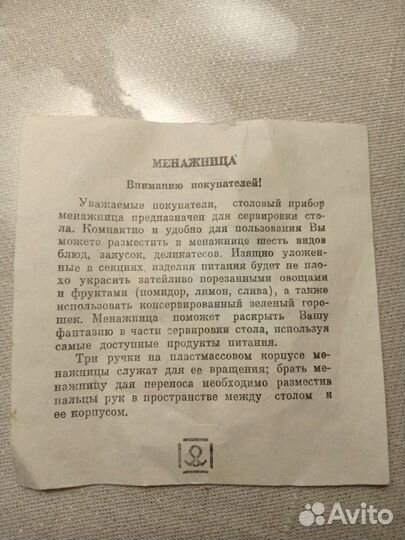 МЕНАЖНИЦА
Вниманию покупателей!
Уважаемые покупатели, столовый прибор
менажница предназначен для сервировки сто-
ла. Компактно и удобно для пользования Вы
можете разместить в менажнице шесть видов
блюд, закусок, деликатесов. Изящно уложен-
ные в секциях изделия питания будет не пло-
хо украсить затейливо порезанными овощами
и фруктами (помидор, лимон, слива), а также
использовать консервированный зеленый горо-
шек. Менажница поможет раскрыть Вашу
фантазию в части сервировки стола, используя
самые доступные продукты питания.
Три ручки на пластмассовом корпусе ме-
нажницы служат для ее вращения; брать ме-
нажницу для переноса необходимо разместив
пальцы рук в пространстве между столом и
ее корпусом.
Avito